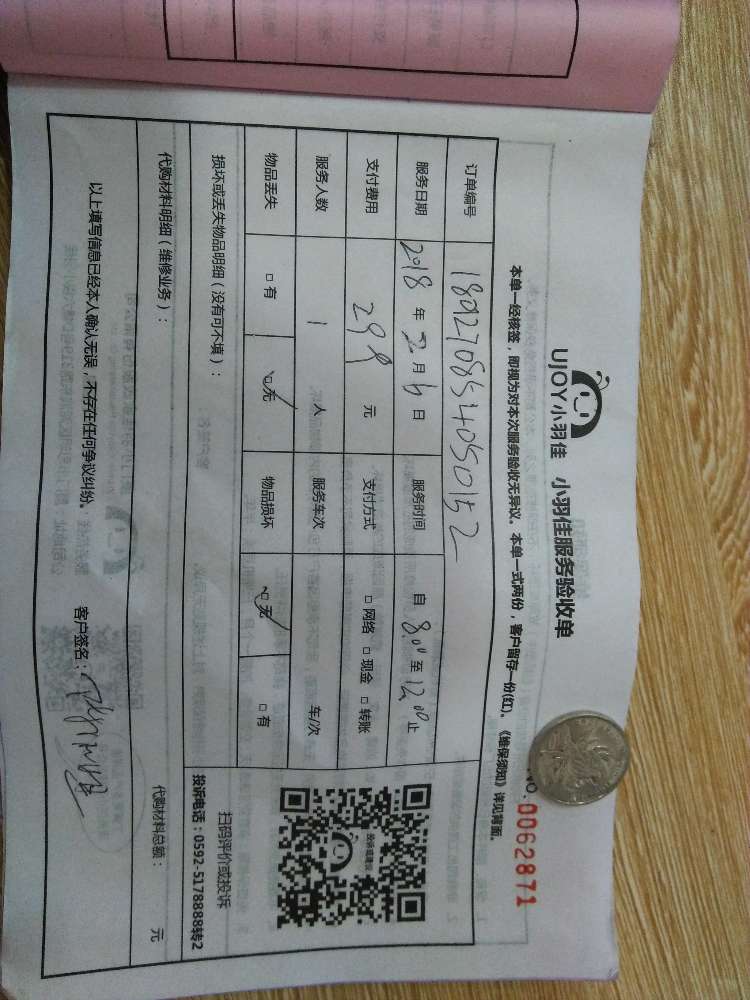 UJOY小羽佳 小羽佳服务验收单
NO.0062871
本单一经核签，即视为对本次服务验收无异议。本单一式两份，客户留存一份(红)。《维保须知》详见背面。
订单编号 1801270854050152
服务日期 2018 年 2 月 6 日 服务时间 自 8.00 至 12.00 止
支付费用 299 元 支付方式 □ 网络 □ 现金 □ 转账
服务人数 1 人 服务车次 车/次
物品丢失 □ 有 □ 无 物品损坏 □ 无 □ 有
投诉或建议
扫码评价或投诉
投诉电话：0592-5178888转2
损坏或丢失物品明细（没有可不填）：
代购材料明细（维修业务）： 代购材料总额： 元
以上填写信息已经本人确认无误，不存在任何争议纠纷。 客户签名：